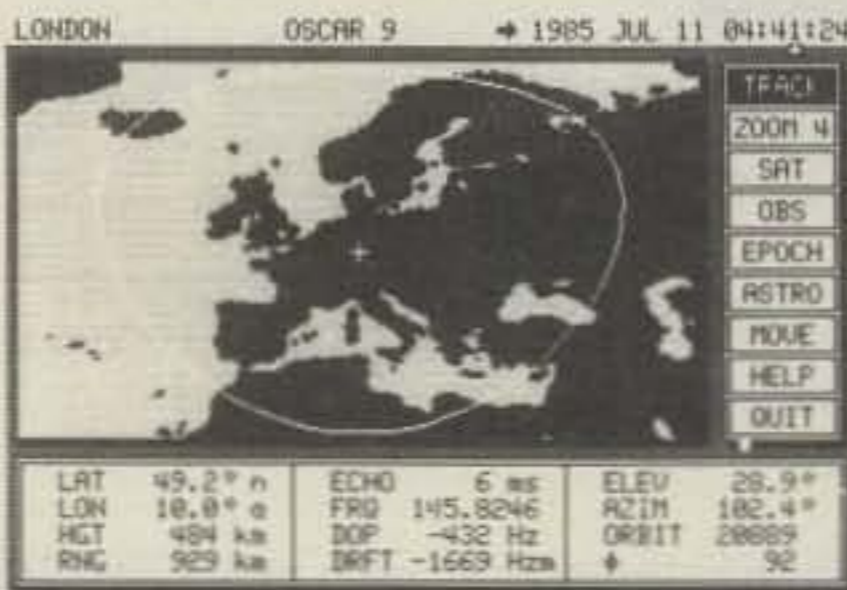 LONDON OSCAR 9 → 1985 JUL 11 04:41:24
TRACK
ZOOM 4
SAT
OBS
EPOCH
ASTRO
MOVE
HELP
QUIT
LAT 49.2° n
LON 10.0° e
HGT 484 km
RNG 929 km
ECHO 6 ms
FRQ 145.8246
DOP -432 Hz
DRFT -1669 Hzm
ELEV 28.9°
AZIM 102.4°
ORBIT 20889
ϕ 92